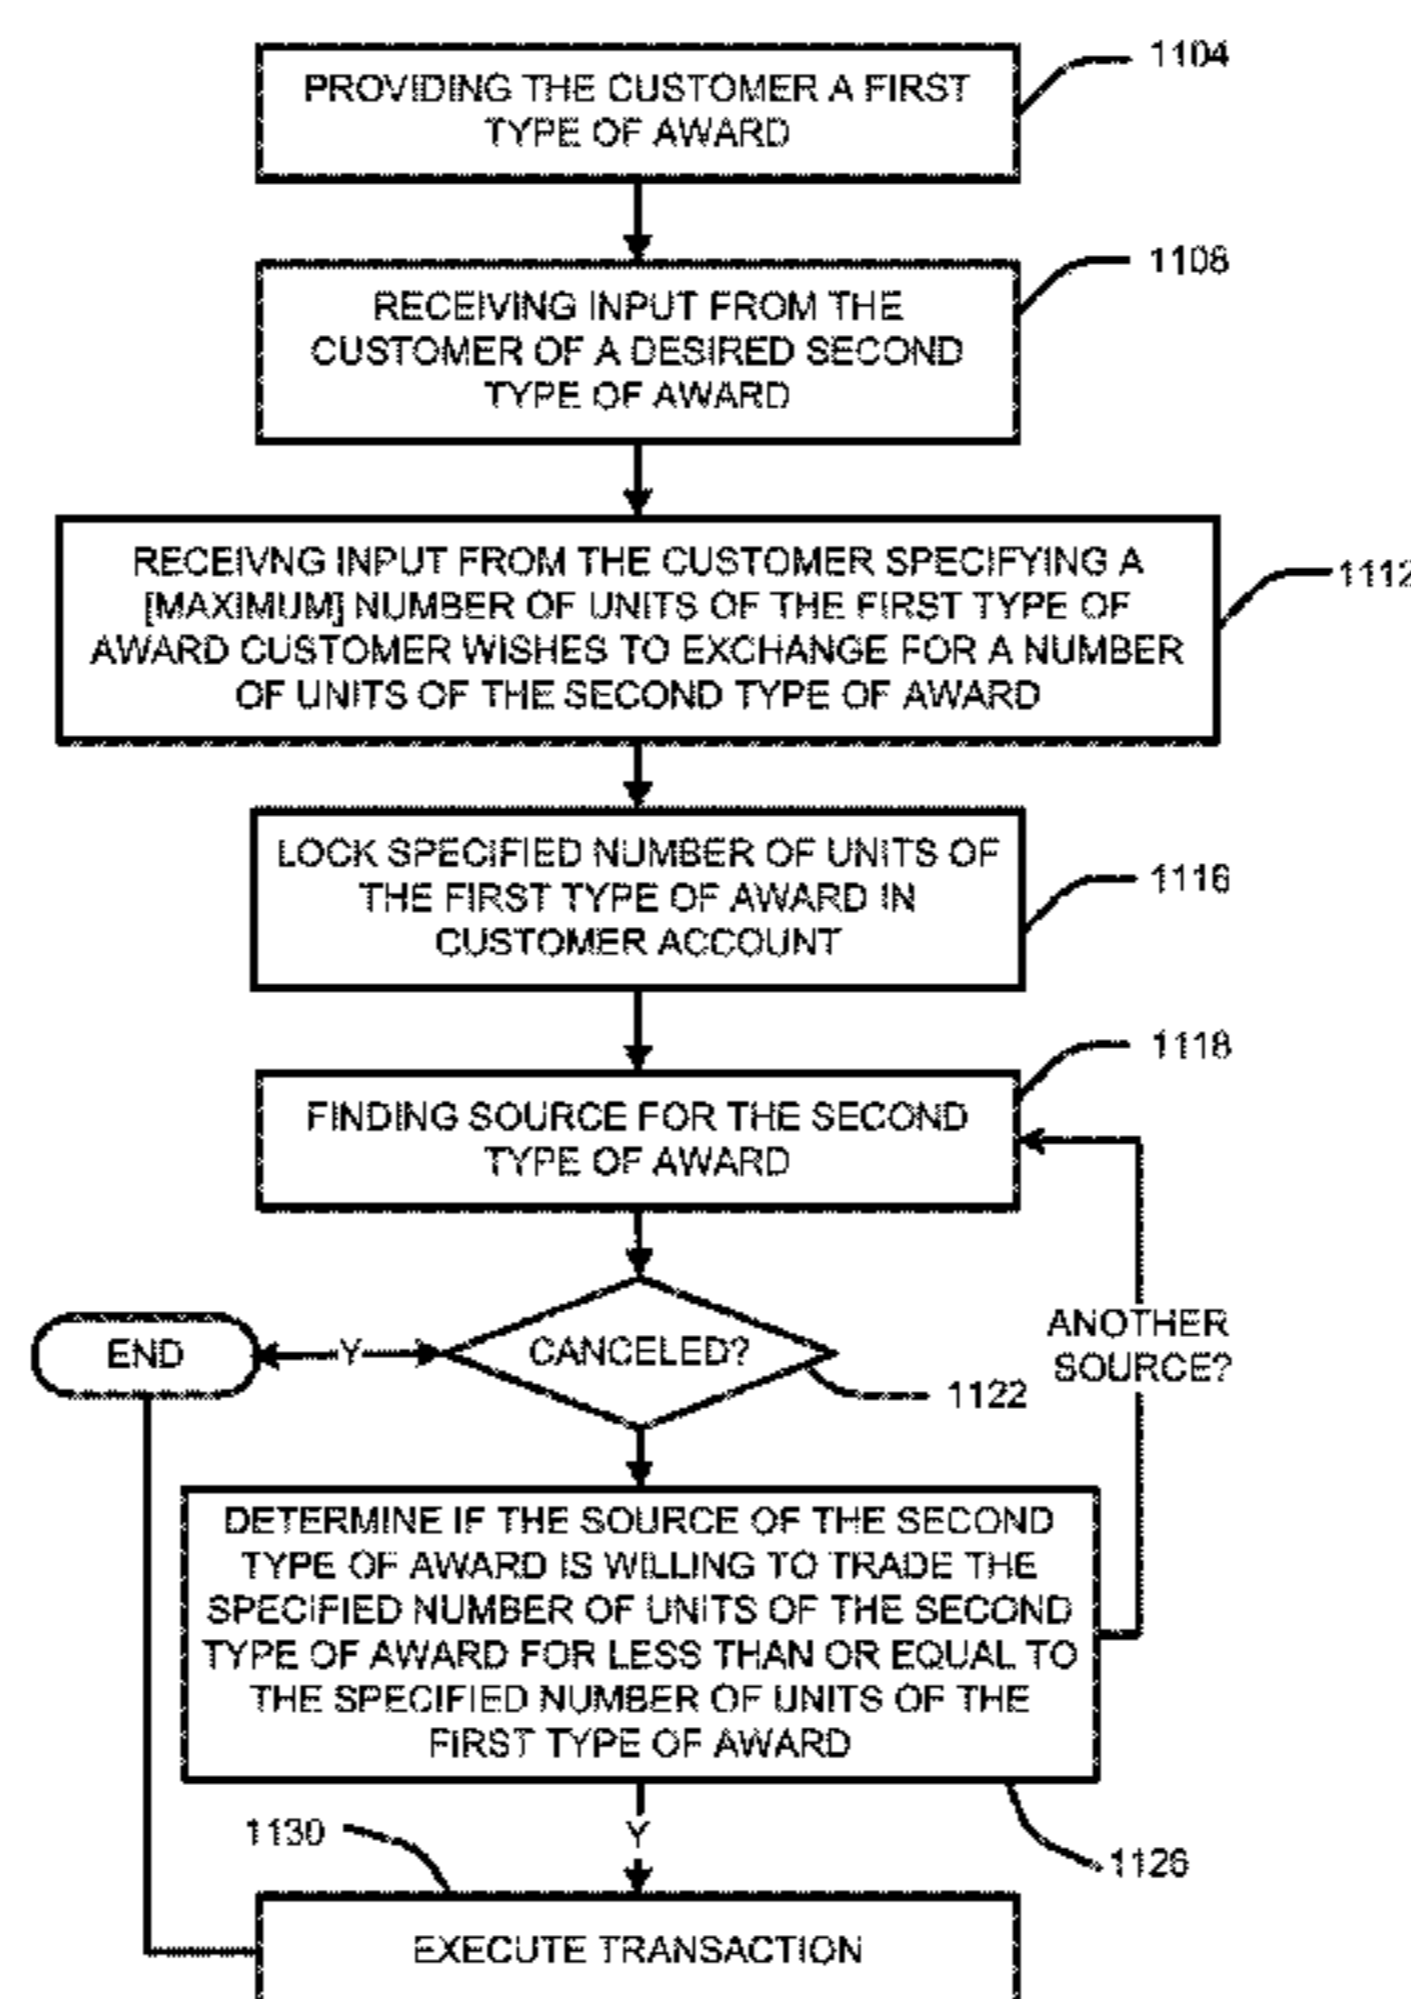 1104
PROVIDING THE CUSTOMER A FIRST
TYPE OF AWARD
1108
RECEIVING INPUT FROM THE
CUSTOMER OF A DESIRED SECOND
TYPE OF AWARD
RECEIVNG INPUT FROM THE CUSTOMER SPECIFYING A
[MAXIMUM] NUMBER OF UNITS OF THE FIRST TYPE OF
AWARD CUSTOMER WISHES TO EXCHANGE FOR A NUMBER
OF UNITS OF THE SECOND TYPE OF AWARD
1112
LOCK SPECIFIED NUMBER OF UNITS OF
THE FIRST TYPE OF AWARD IN
CUSTOMER ACCOUNT
1116
1118
FINDING SOURCE FOR THE SECOND
TYPE OF AWARD
ANOTHER
SOURCE?
END
Y
CANCELED?
1122
DETERMINE IF THE SOURCE OF THE SECOND
TYPE OF AWARD IS WILLING TO TRADE THE
SPECIFIED NUMBER OF UNITS OF THE SECOND
TYPE OF AWARD FOR LESS THAN OR EQUAL TO
THE SPECIFIED NUMBER OF UNITS OF THE
FIRST TYPE OF AWARD
1130
Y
1126
EXECUTE TRANSACTION